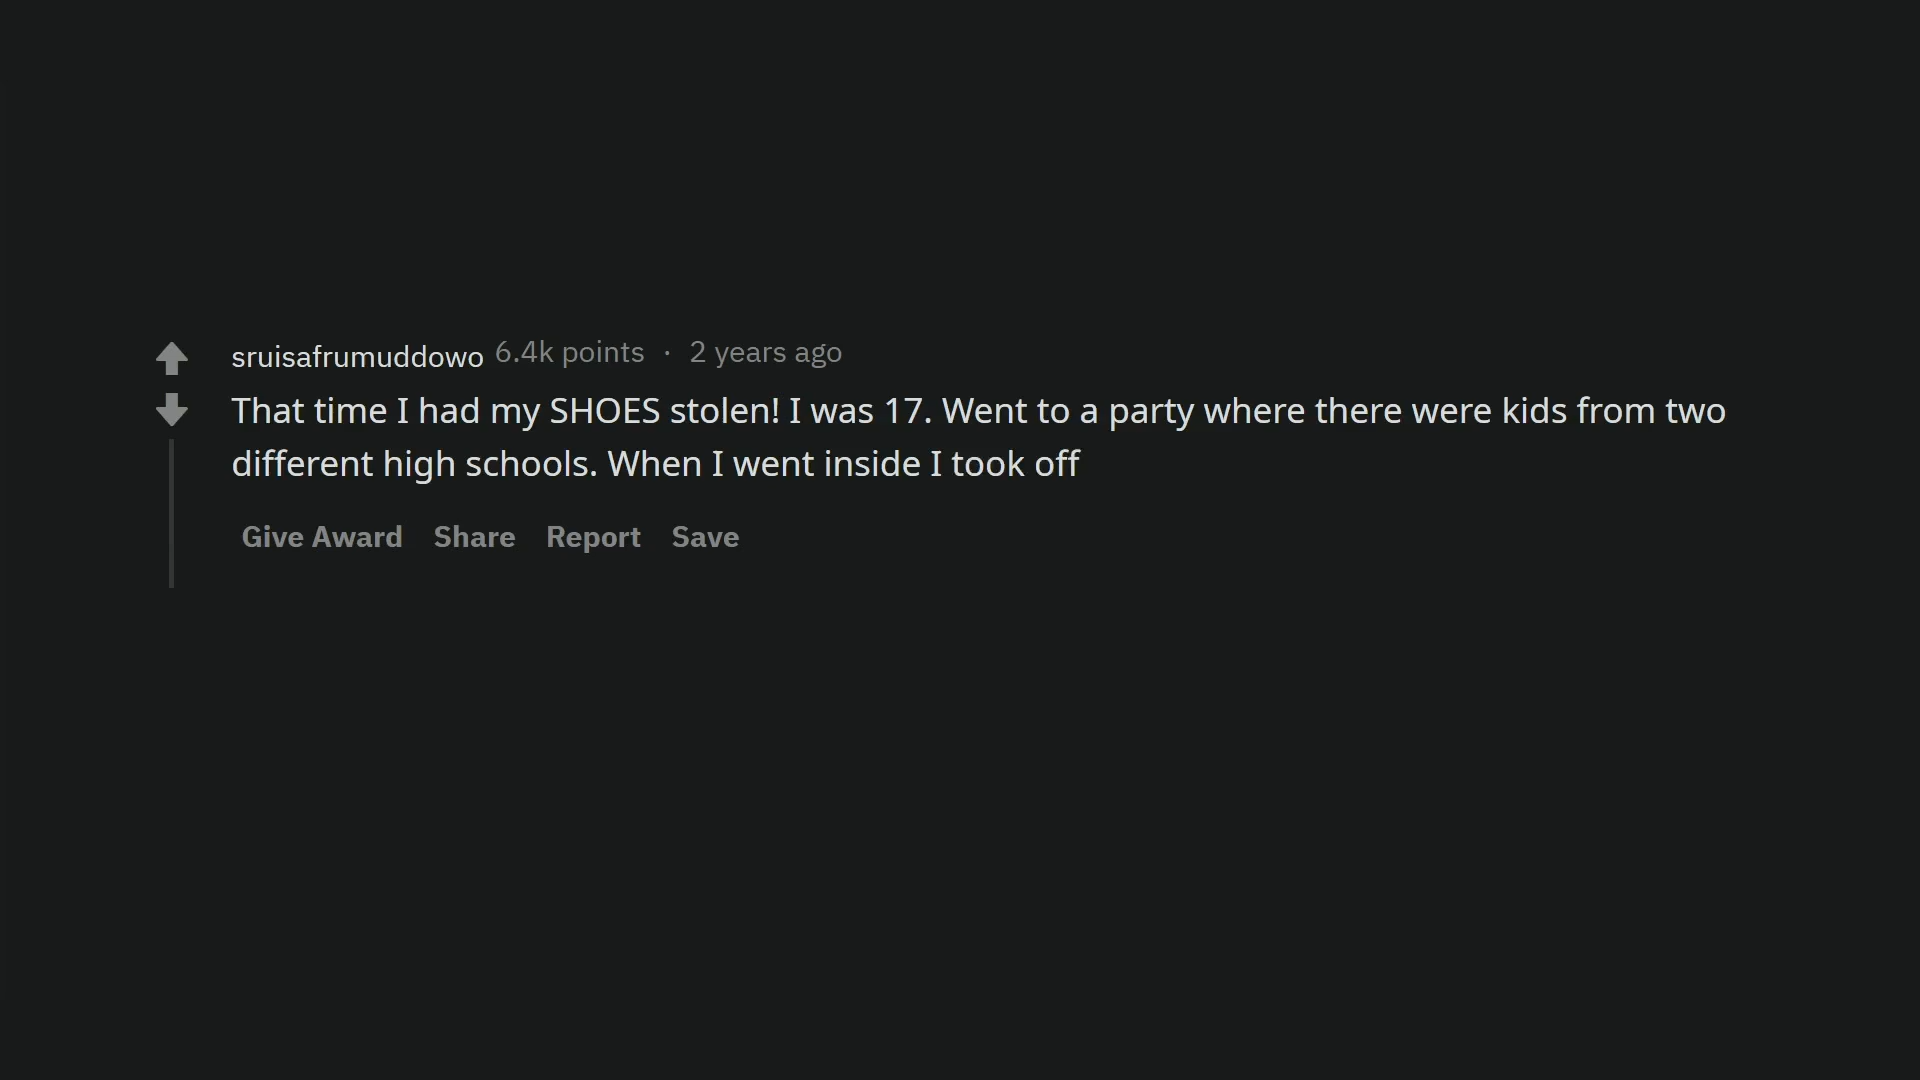 sruisafrumuddowo 6.4k points · 2 years ago
That time I had my SHOES stolen! I was 17. Went to a party where there were kids from two
different high schools. When I went inside I took off
Give Award Share Report Save